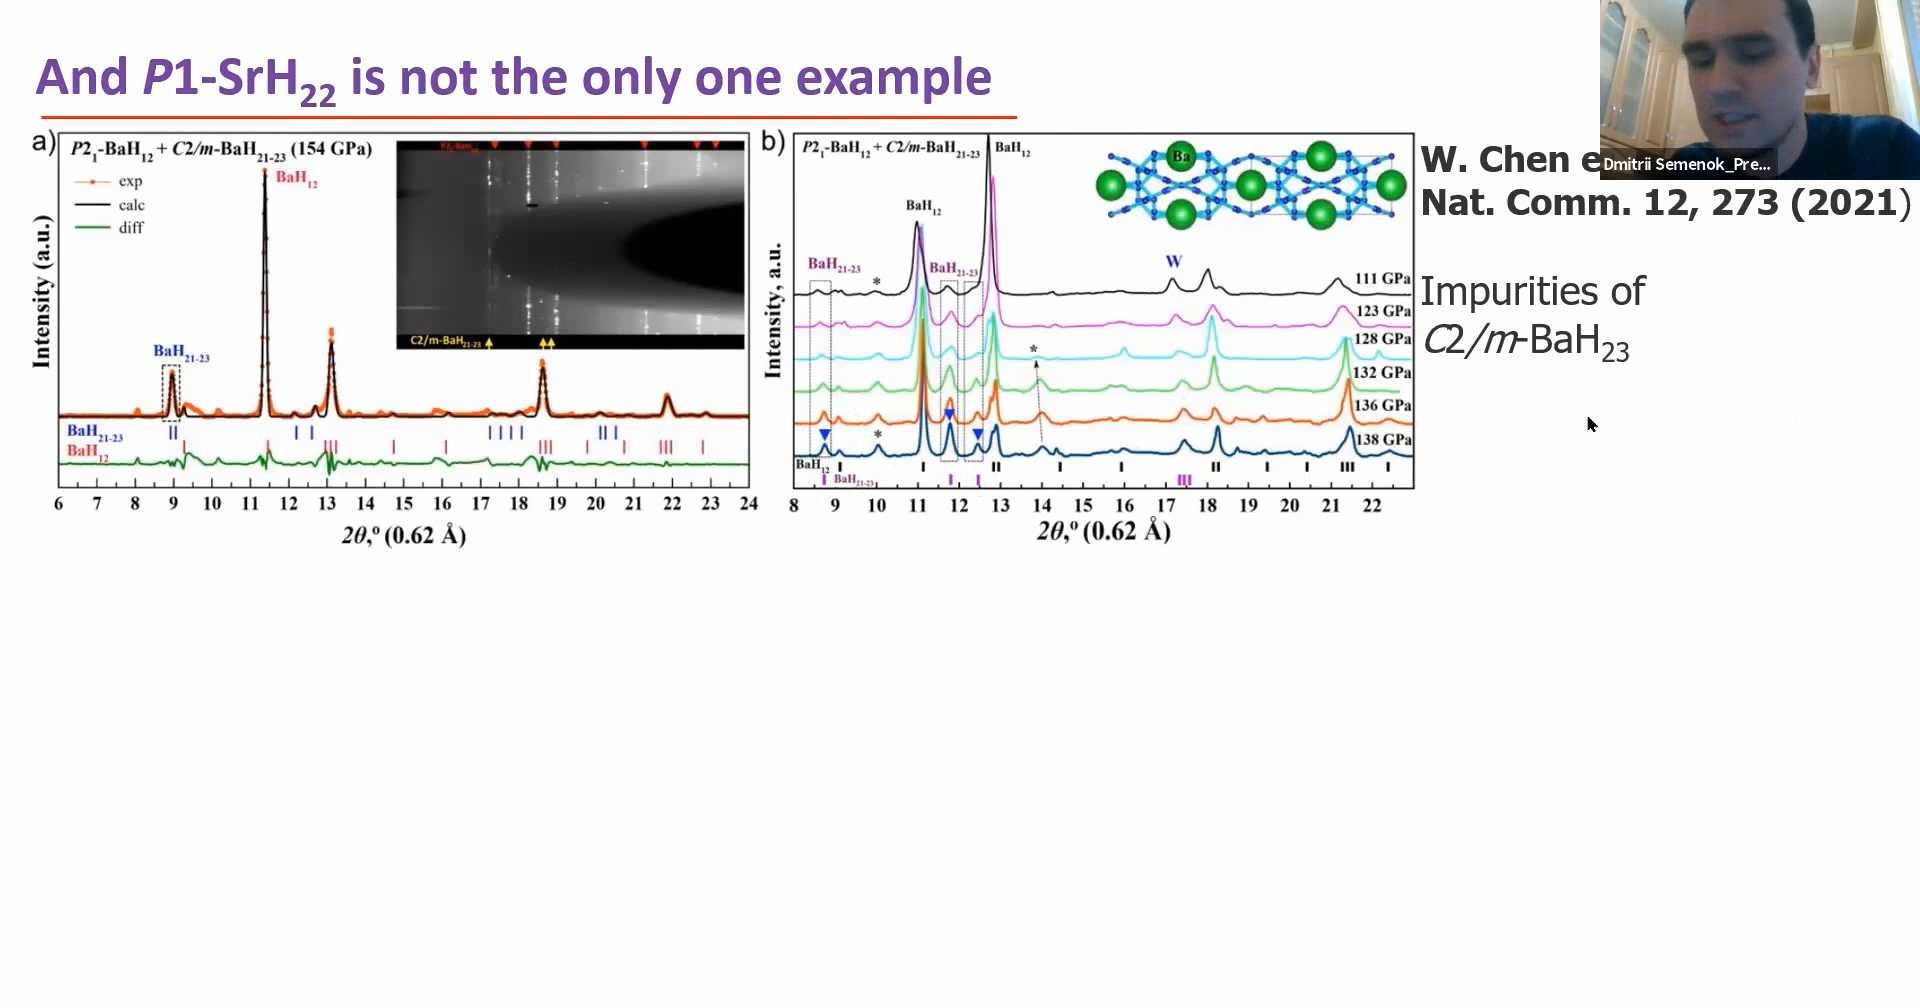 And P1-SrH₂₂ is not the only one example
a)
P2₁-BaH₁₂ + C2/m-BaH₂₁₋₂₃ (154 GPa)
exp
calc
diff
BaH₁₂
BaH₂₁₋₂₃
C2/m-BaH₂₁₋₂₃
BaH₂₁₋₂₃
BaH₁₂
Intensity (a.u.)
6 7 8 9 10 11 12 13 14 15 16 17 18 19 20 21 22 23 24
2θ,º (0.62 Å)
b)
P2₁-BaH₁₂ + C2/m-BaH₂₁₋₂₃
BaH₁₂
Ba
BaH₁₂
BaH₂₁₋₂₃
BaH₂₁₋₂₃
W
*
111 GPa
123 GPa
128 GPa
*
132 GPa
136 GPa
*
138 GPa
BaH₁₂
BaH₂₁₋₂₃
Intensity, a.u.
8 9 10 11 12 13 14 15 16 17 18 19 20 21 22
2θ,º (0.62 Å)
W. Chen e
Dmitrii Semenok_Pre...
Nat. Comm. 12, 273 (2021)
Impurities of
C2/m-BaH₂₃